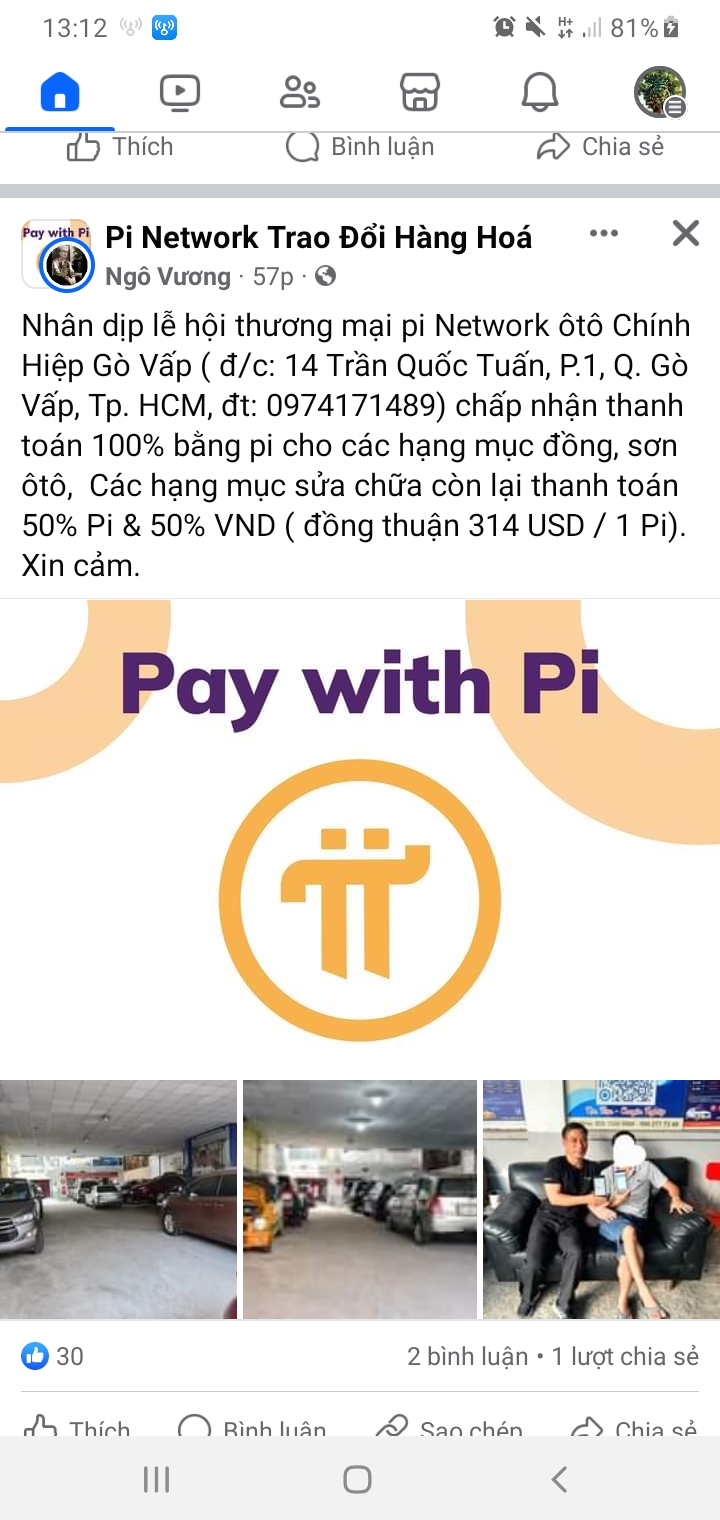 13:12
H+
81%
Thích
Bình luận
Chia sẻ
Pay with Pi
Pi Network Trao Đổi Hàng Hoá
Ngô Vương · 57p ·
Nhân dịp lễ hội thương mại pi Network ôtô Chính
Hiệp Gò Vấp ( đ/c: 14 Trần Quốc Tuấn, P.1, Q. Gò
Vấp, Tp. HCM, đt: 0974171489) chấp nhận thanh
toán 100% bằng pi cho các hạng mục đồng, sơn
ôtô,  Các hạng mục sửa chữa còn lại thanh toán
50% Pi & 50% VND ( đồng thuận 314 USD / 1 Pi).
Xin cảm.
Pay with Pi
30
2 bình luận • 1 lượt chia sẻ
Thích
Bình luận
Sao chép
Chia sẻ